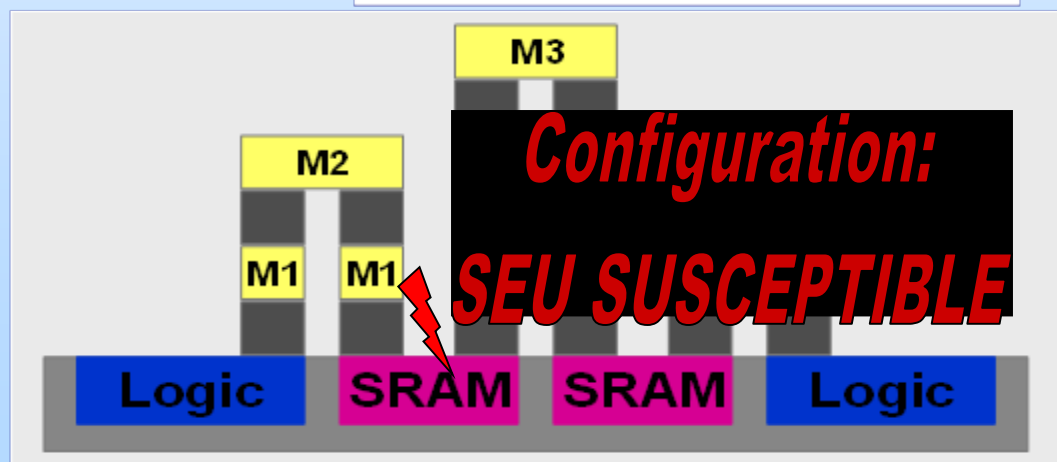 M3
Configuration:
M2
SEU SUSCEPTIBLE
M1 M1
Logic SRAM SRAM Logic